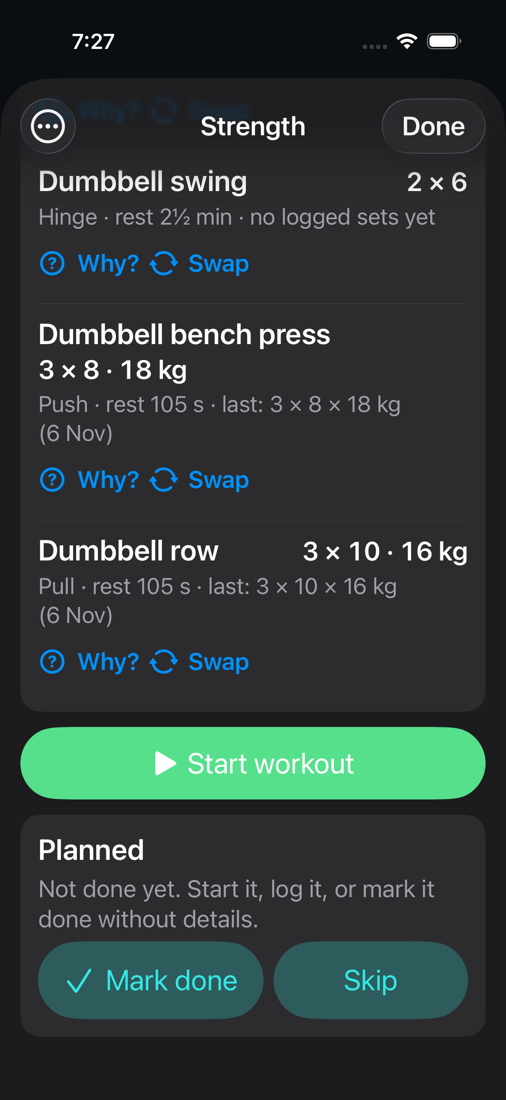 7:27
Why? Swap
Strength
Done
Dumbbell swing 2 × 6
Hinge · rest 2½ min · no logged sets yet
Why? Swap
Dumbbell bench press
3 × 8 · 18 kg
Push · rest 105 s · last: 3 × 8 × 18 kg
(6 Nov)
Why? Swap
Dumbbell row 3 × 10 · 16 kg
Pull · rest 105 s · last: 3 × 10 × 16 kg
(6 Nov)
Why? Swap
Start workout
Planned
Not done yet. Start it, log it, or mark it
done without details.
Mark done
Skip